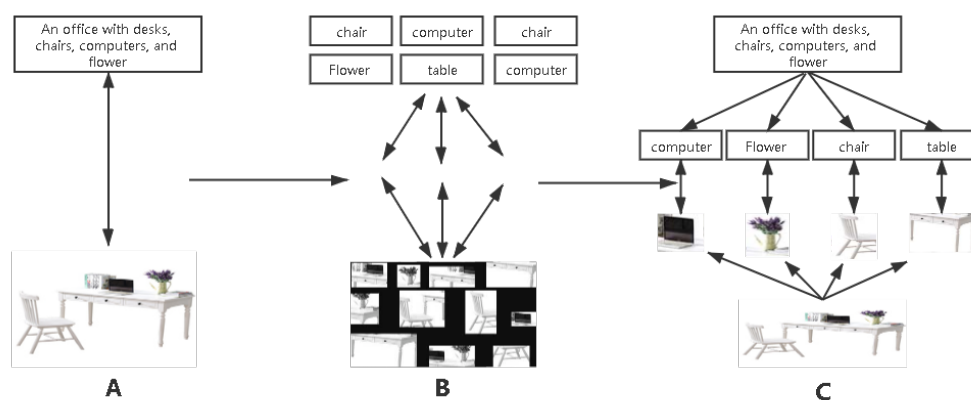 An office with desks,
chairs, computers, and
flower
A
chair computer chair
Flower table computer
B
An office with desks,
chairs, computers, and
flower
computer Flower chair table
C